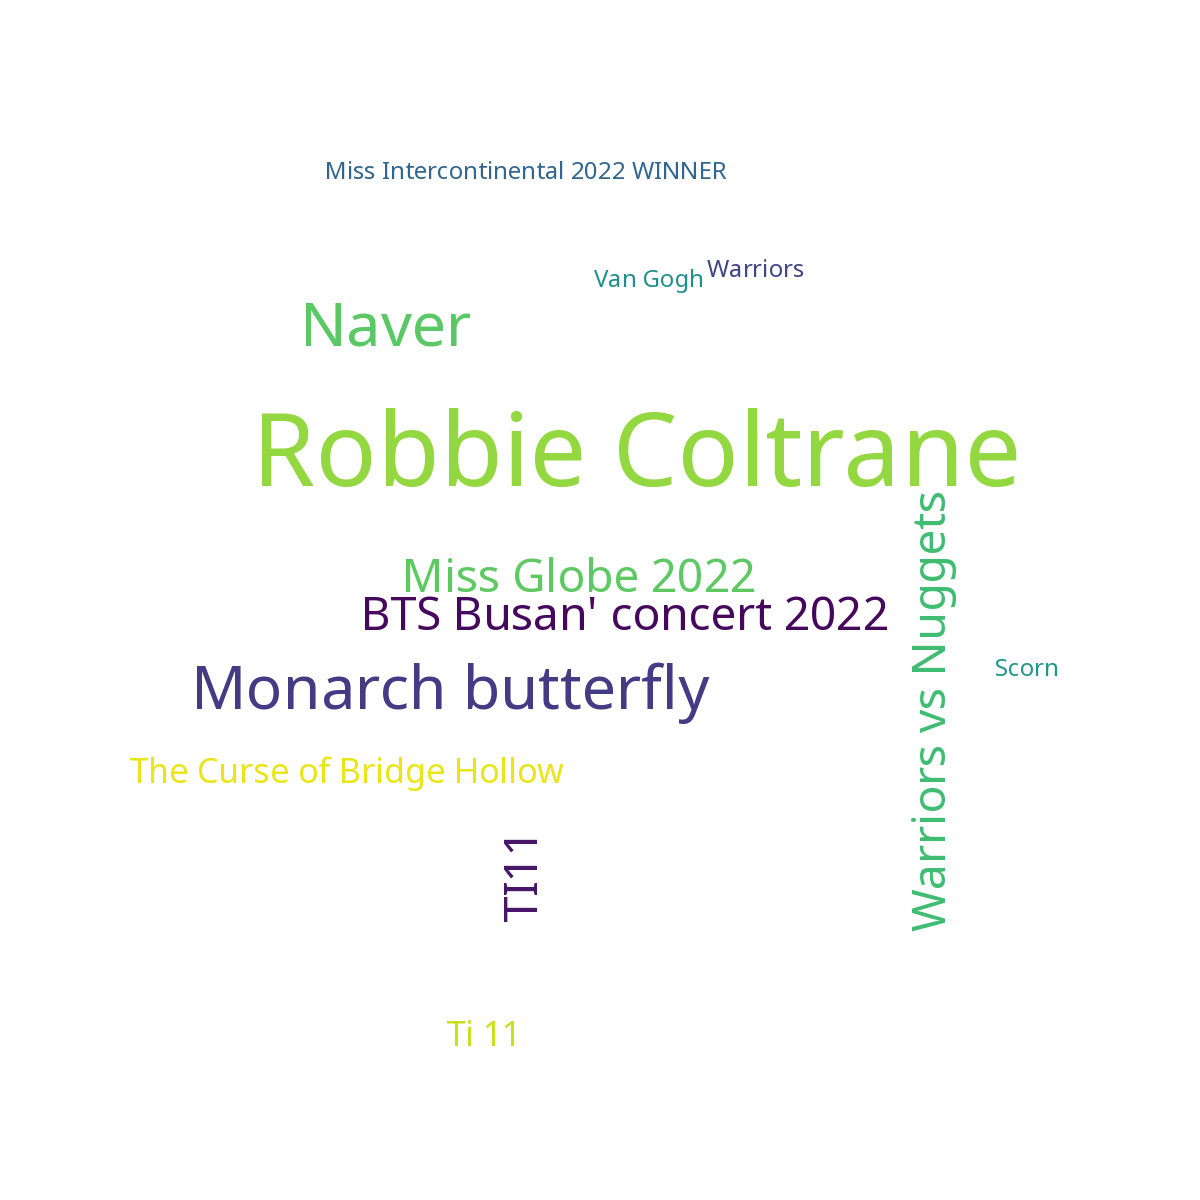 Miss Intercontinental 2022 WINNER
Van Gogh
Warriors
Naver
Robbie Coltrane
Miss Globe 2022
BTS Busan' concert 2022
Warriors vs Nuggets
Monarch butterfly
Scorn
The Curse of Bridge Hollow
TI11
Ti 11